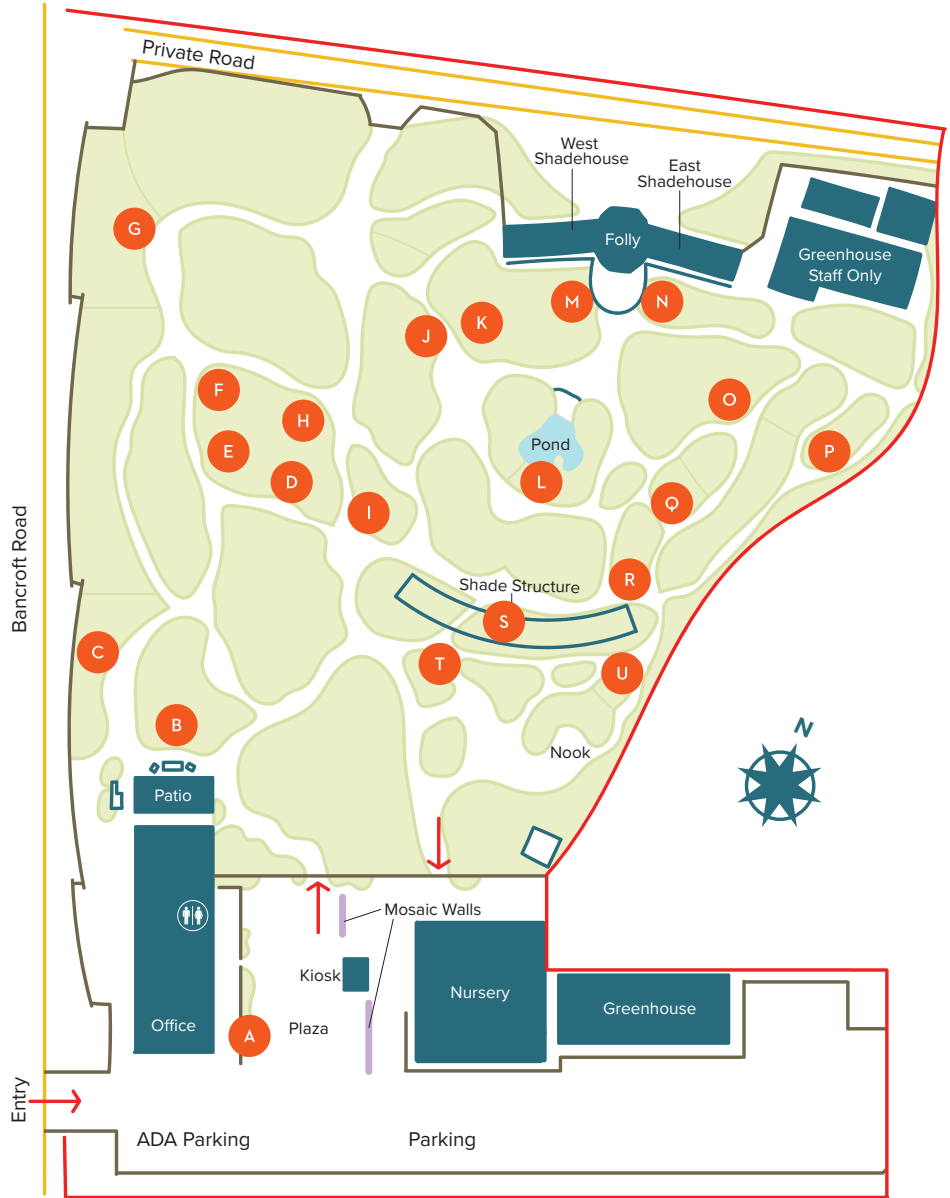 Private Road
West
Shadehouse
East
Shadehouse
G
Folly
Greenhouse
Staff Only
M
N
K
J
F
O
H
E
Pond
P
D
L
Q
I
Bancroft Road
R
Shade Structure
S
C
T
U
B
N
Nook
Patio
Mosaic Walls
Kiosk
Nursery
Greenhouse
Office
A
Plaza
Entry
ADA Parking
Parking